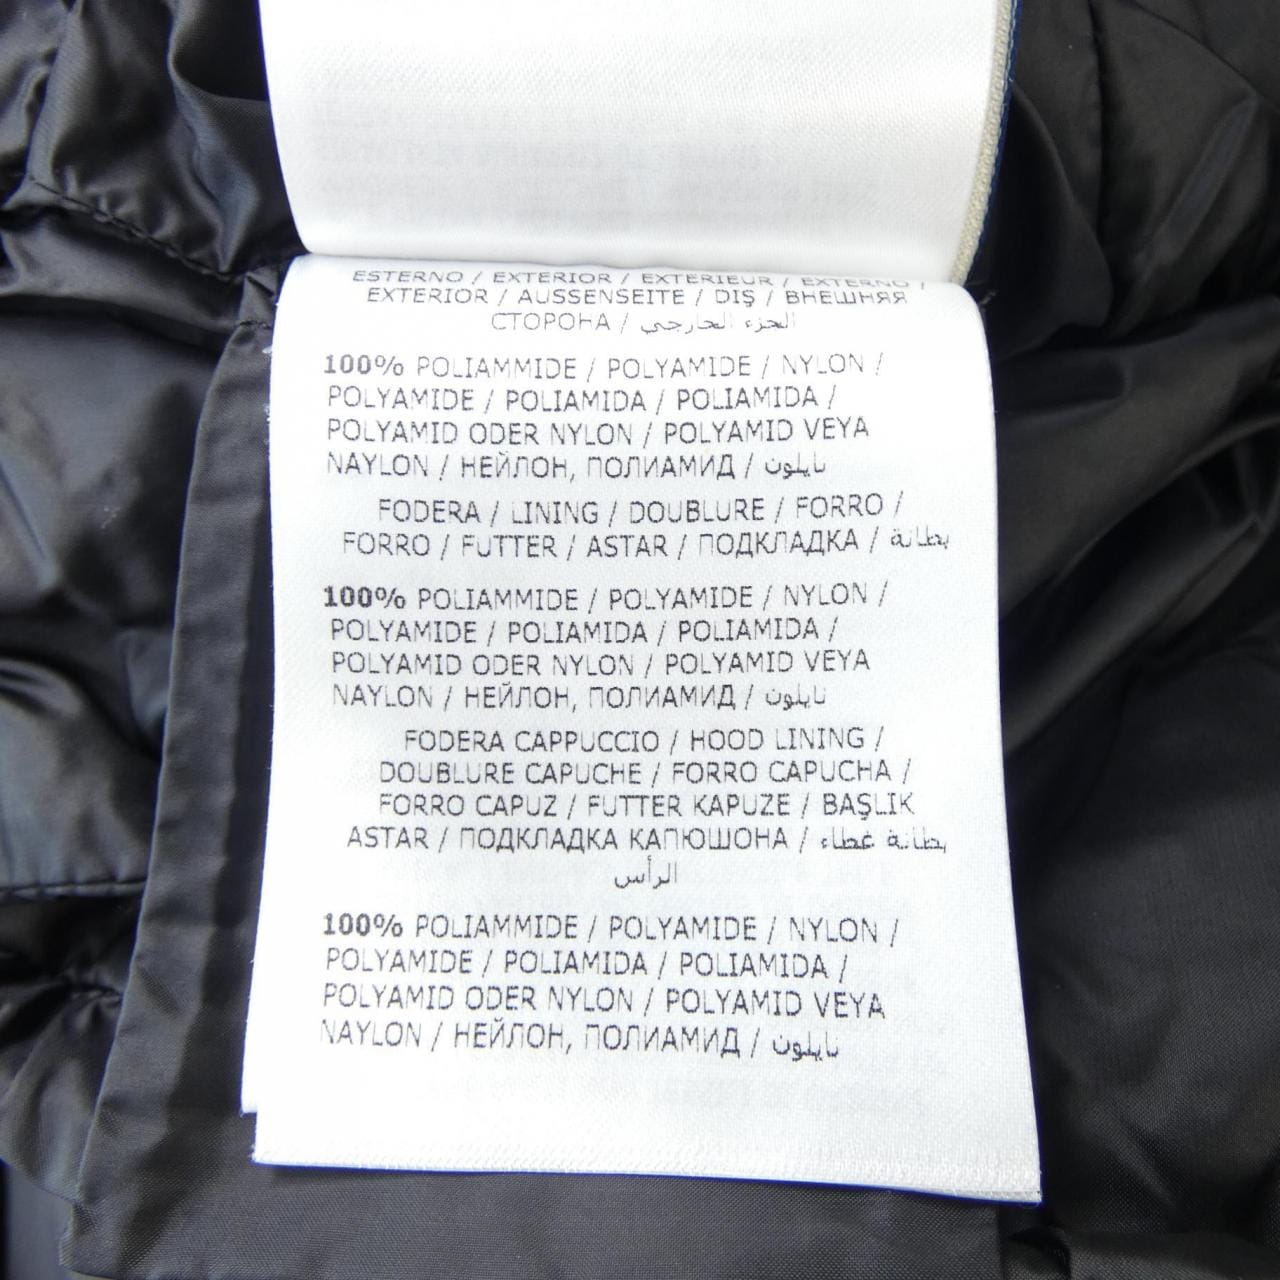 ESTERNO / EXTERIOR / EXTERIEUR / EXTERNO /
EXTERIOR / AUSSENSEITE / DIŞ / ВНЕШНЯЯ
СТОРОНА / الجزء الخارجي
100% POLIAMMIDE / POLYAMIDE / NYLON /
POLYAMIDE / POLIAMIDA / POLIAMIDA /
POLYAMID ODER NYLON / POLYAMID VEYA
NAYLON / НЕЙЛОН, ПОЛИАМИД / نايلون
FODERA / LINING / DOUBLURE / FORRO /
FORRO / FUTTER / ASTAR / ПОДКЛАДКА / بطانة
100% POLIAMMIDE / POLYAMIDE / NYLON /
POLYAMIDE / POLIAMIDA / POLIAMIDA /
POLYAMID ODER NYLON / POLYAMID VEYA
NAYLON / НЕЙЛОН, ПОЛИАМИД / نايلون
FODERA CAPPUCCIO / HOOD LINING /
DOUBLURE CAPUCHE / FORRO CAPUCHA /
FORRO CAPUZ / FUTTER KAPUZE / BAŞLIK
ASTAR / ПОДКЛАДКА КАПЮШОНА / بطانة غطاء
الرأس
100% POLIAMMIDE / POLYAMIDE / NYLON /
POLYAMIDE / POLIAMIDA / POLIAMIDA /
POLYAMID ODER NYLON / POLYAMID VEYA
NAYLON / НЕЙЛОН, ПОЛИАМИД / نايلون